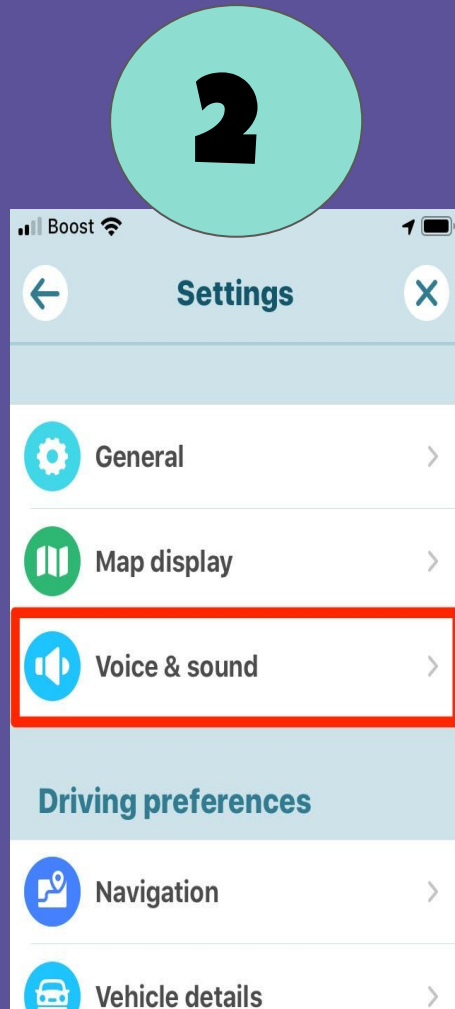 2
Boost
Settings
General
Map display
Voice & sound
Driving preferences
Navigation
Vehicle details